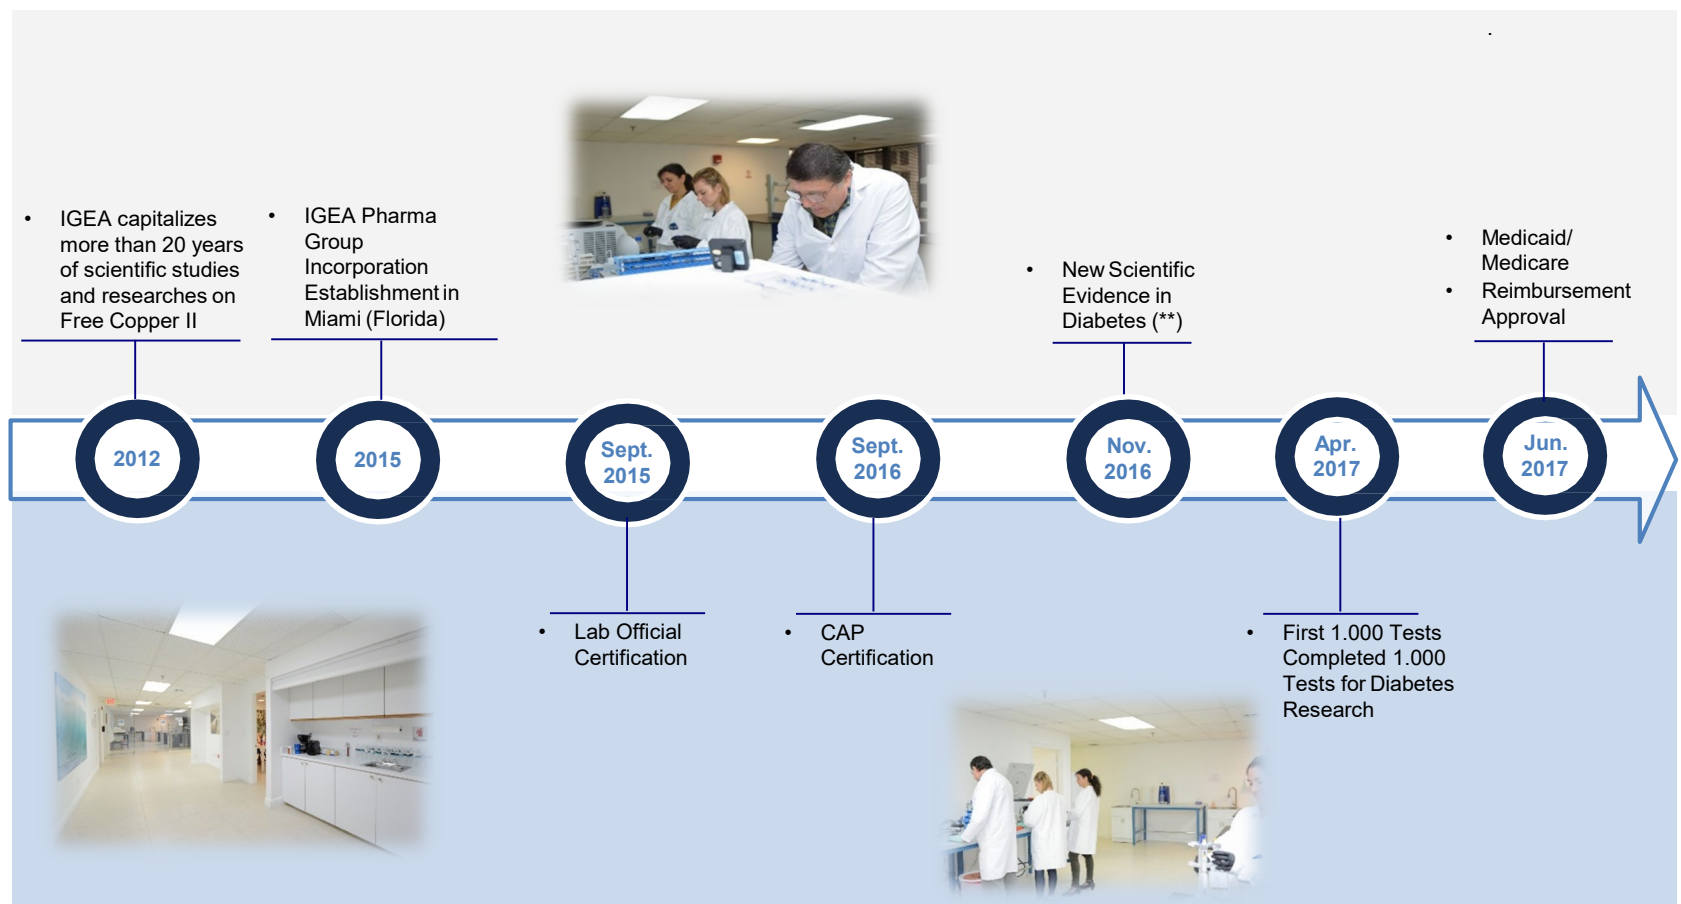 .
• IGEA capitalizes
more than 20 years
of scientific studies
and researches on
Free Copper II
• IGEA Pharma
Group
Incorporation
Establishment in
Miami (Florida)
• New Scientific
Evidence in
Diabetes (**)
• Medicaid/
Medicare
• Reimbursement
Approval
2012
2015
Sept.
2015
Sept.
2016
Nov.
2016
Apr.
2017
Jun.
2017
• Lab Official
Certification
• CAP
Certification
• First 1.000 Tests
Completed 1.000
Tests for Diabetes
Research